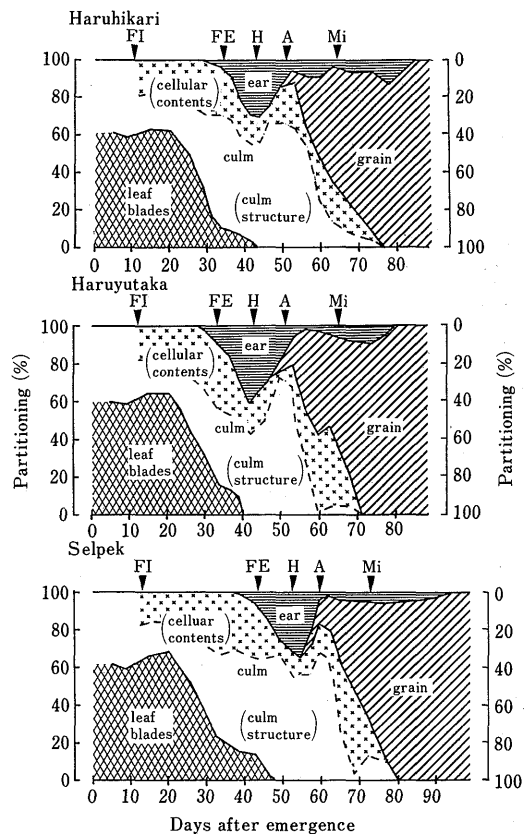 Haruhikari
FI FE H A Mi
100 0
80 20
60 40
40 60
20 80
0 100
(cellular
contents)
ear
culm
leaf
blades
(culm
structure)
grain
0 10 20 30 40 50 60 70 80
Haruyutaka
FI FE H A Mi
Partitioning (%)
100 0
80 20
60 40
40 60
20 80
0 100
Partitioning (%)
(cellular
contents)
ear
culm
leaf
blades
(culm
structure)
grain
0 10 20 30 40 50 60 70 80
Selpek
FI FE H A Mi
100 0
80 20
60 40
40 60
20 80
0 100
(celluar
contents)
ear
culm
leaf
blades
(culm
structure)
grain
0 10 20 30 40 50 60 70 80 90
Days after emergence